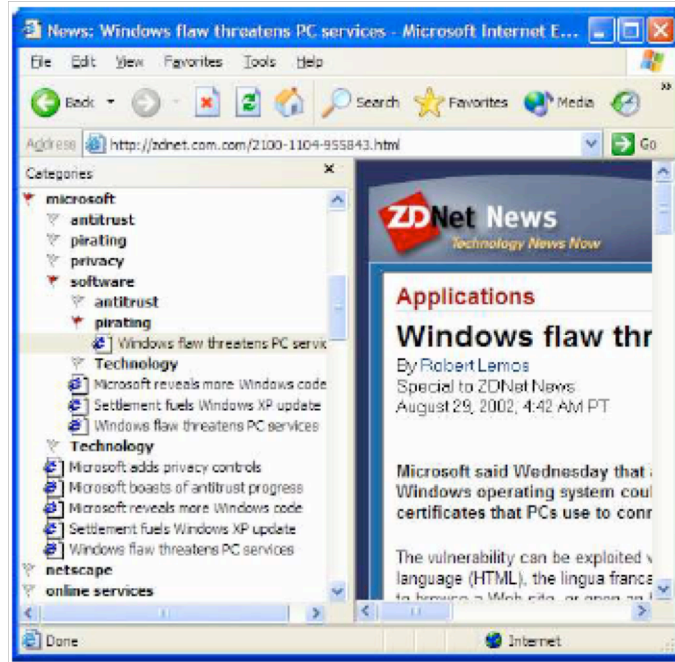 News: Windows flaw threatens PC services - Microsoft Internet E...
File Edit View Favorites Tools Help
Back Search Favorites Media
Address http://zdnet.com.com/2100-1104-955843.html Go
Categories
microsoft
antitrust
pirating
privacy
software
antitrust
pirating
Windows flaw threatens PC servic
Technology
Microsoft reveals more Windows code
Settlement fuels Windows XP update
Windows flaw threatens PC services
Technology
Microsoft adds privacy controls
Microsoft boasts of antitrust progress
Microsoft reveals more Windows code
Settlement fuels Windows XP update
Windows flaw threatens PC services
netscape
online services
ZDNet News
Technology News Now
Applications
Windows flaw thr
By Robert Lemos
Special to ZDNet News
August 29, 2002, 4:42 AM PT
Microsoft said Wednesday that
Windows operating system coul
certificates that PCs use to conn
The vulnerability can be exploited
language (HTML), the lingua franca
to browse a Web site, or open an
Done Internet